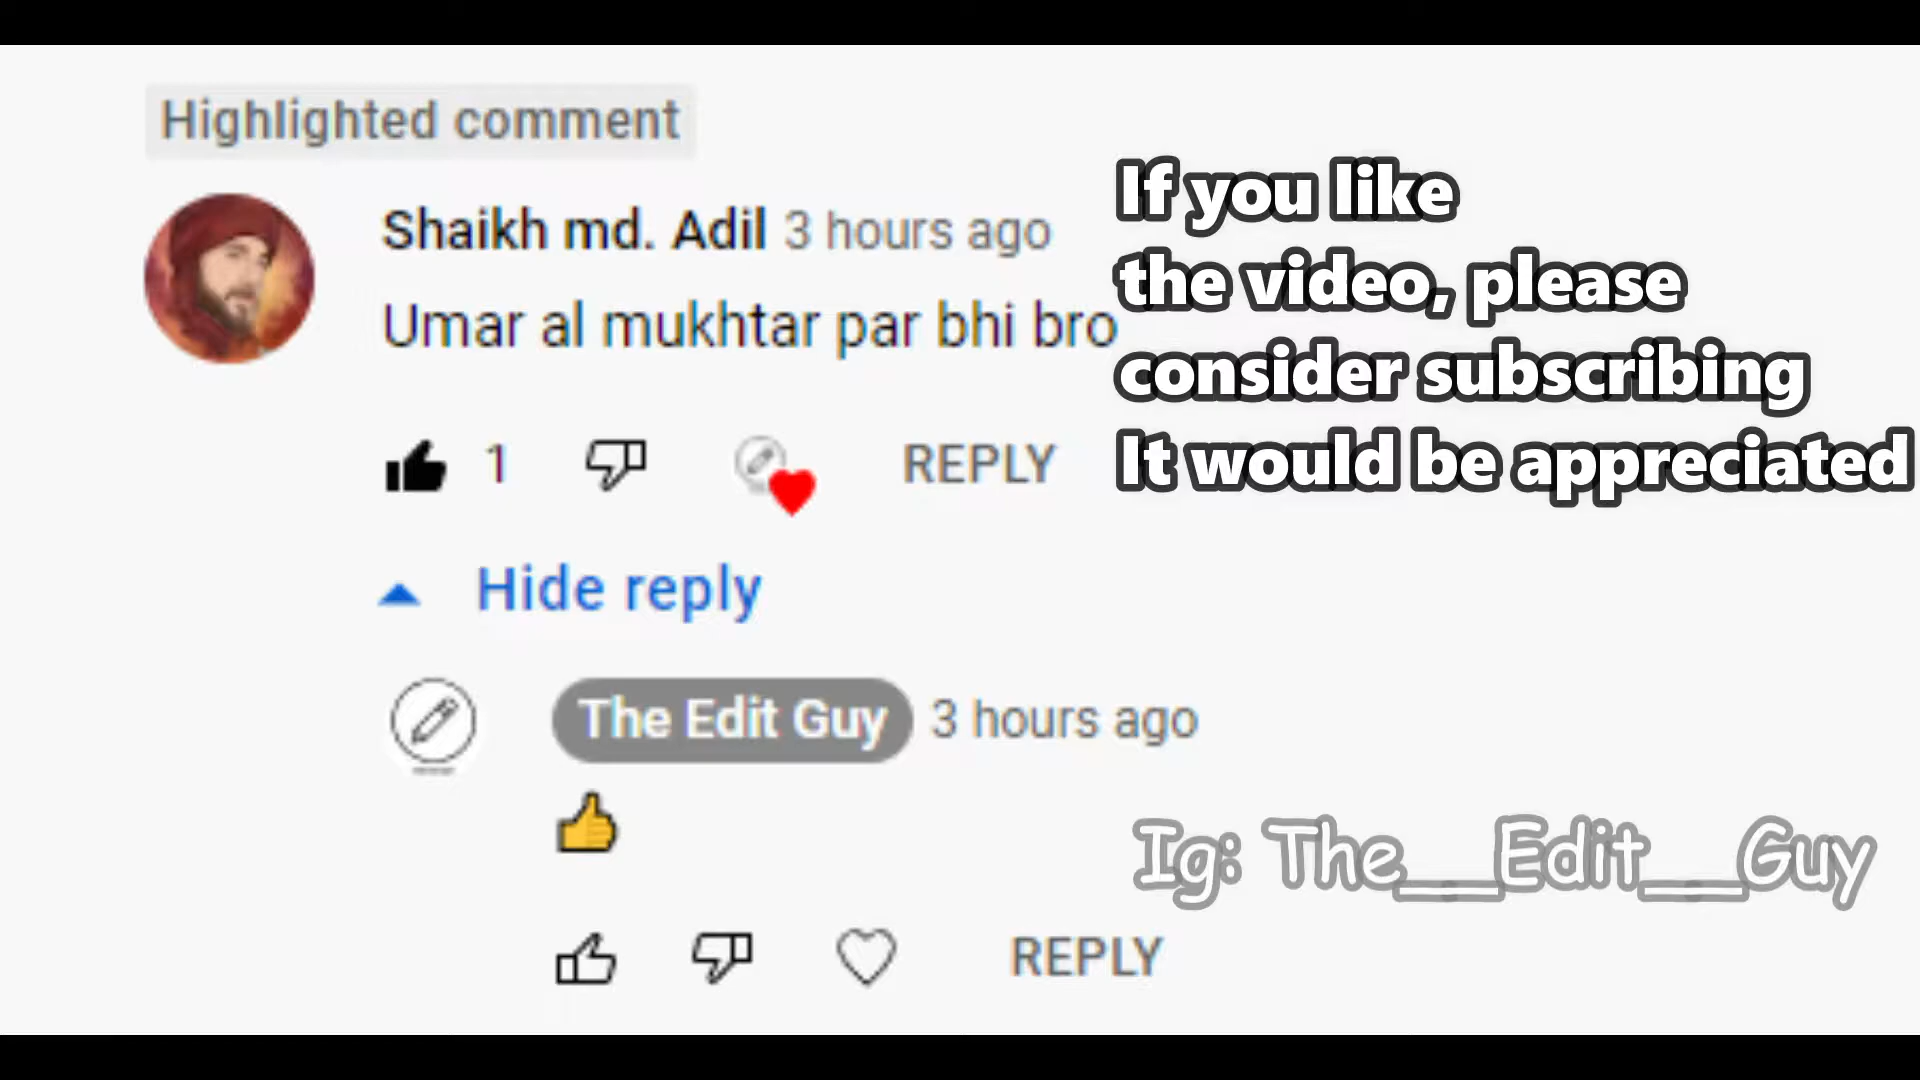 Highlighted comment
Shaikh md. Adil 3 hours ago
Umar al mukhtar par bhi bro
1 REPLY
Hide reply
The Edit Guy 3 hours ago
👍
REPLY
If you like
the video, please
consider subscribing
It would be appreciated
Ig: The__Edit__Guy